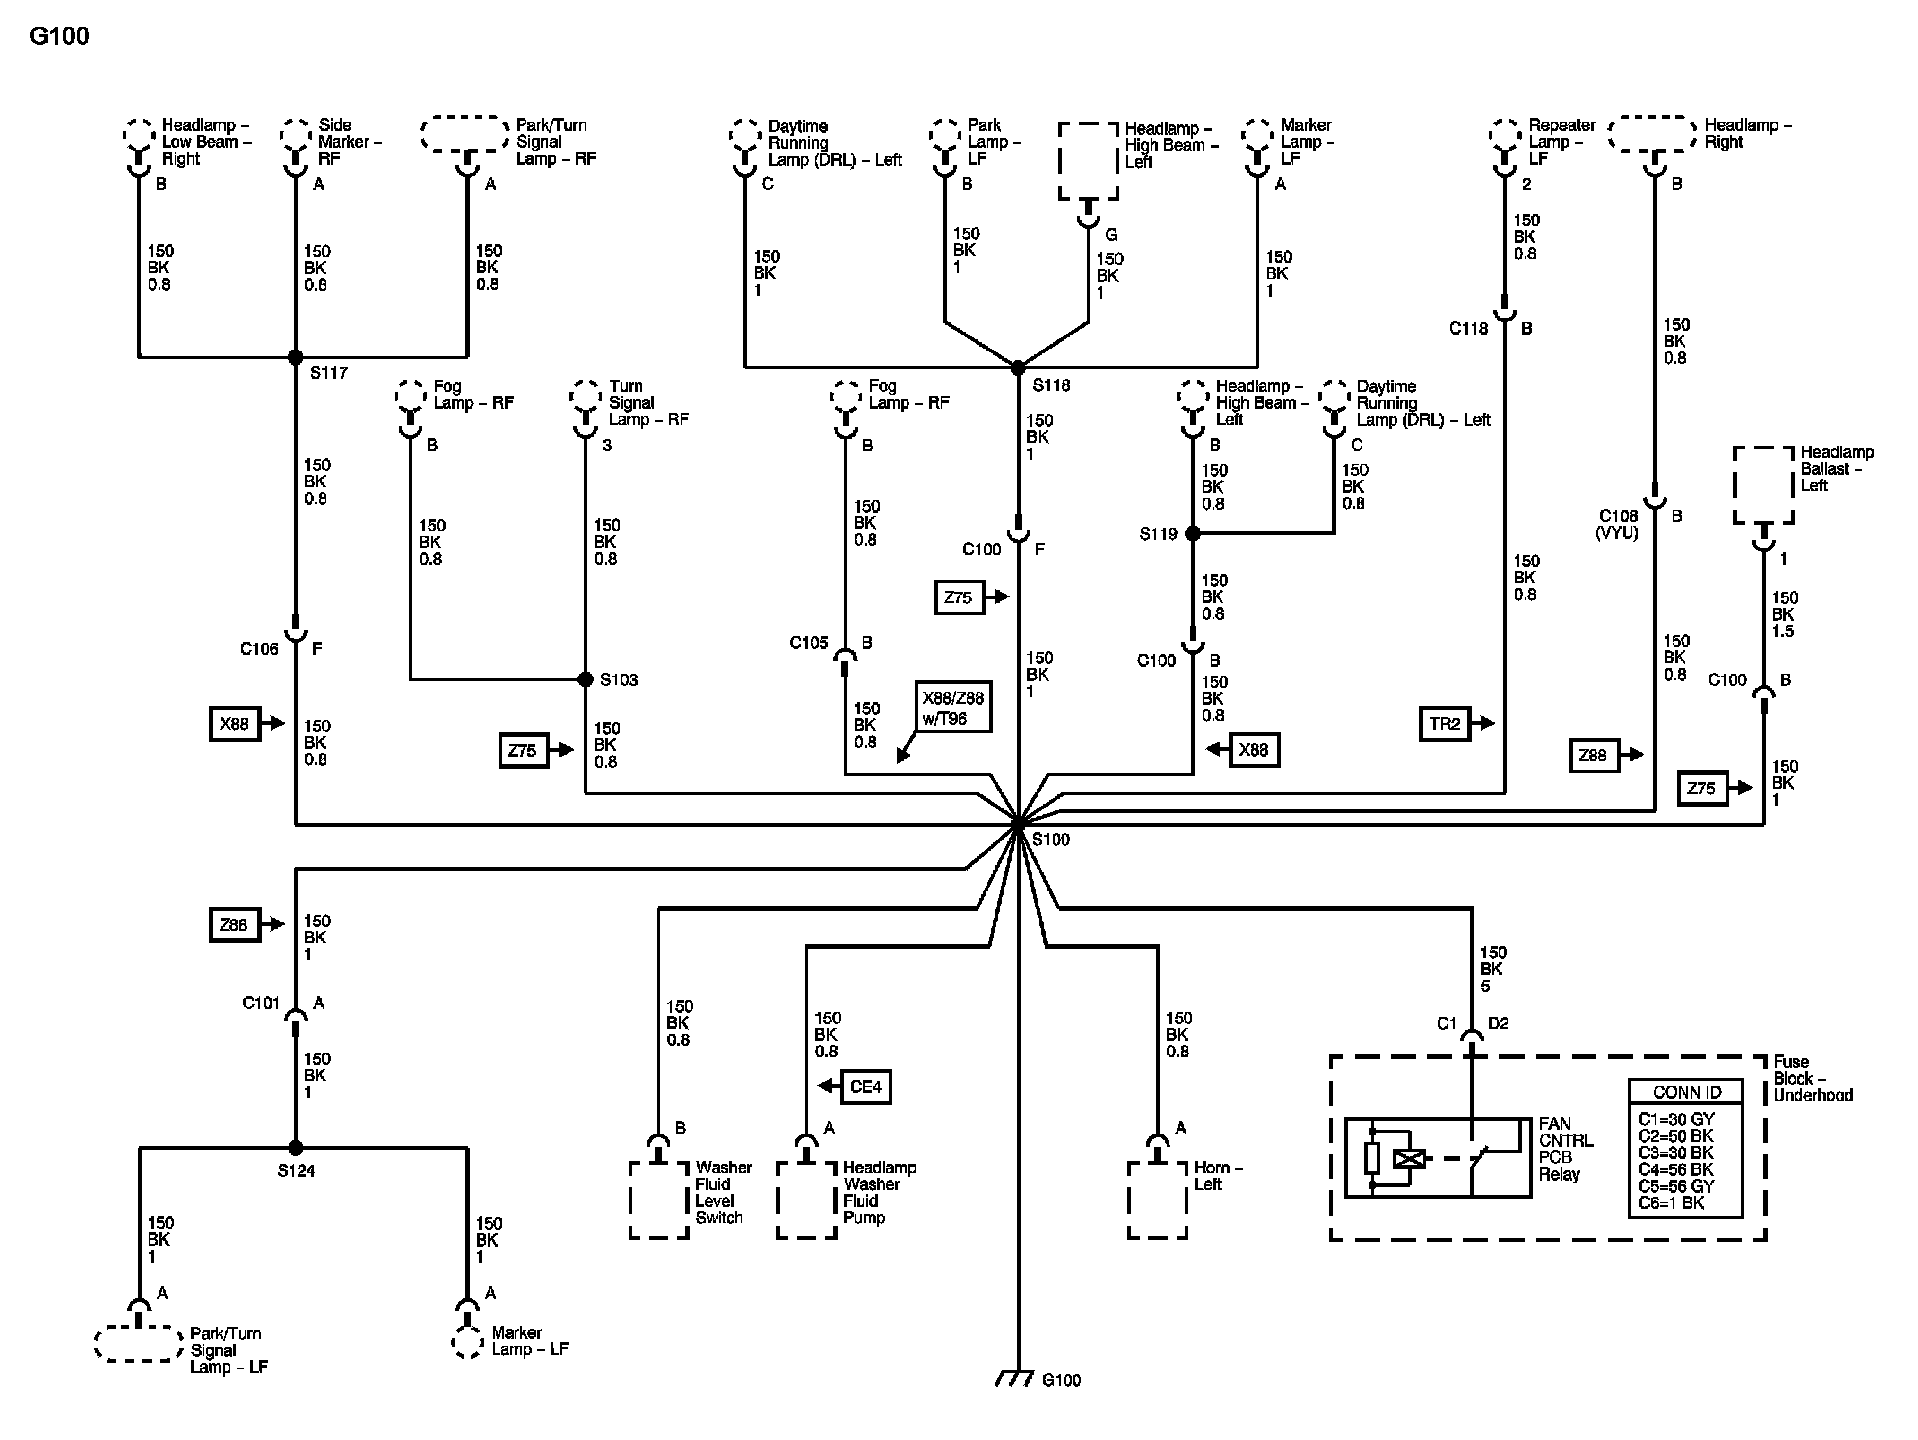 G100
Headlamp –
Low Beam –
Right
B
Side
Marker –
RF
A
Park/Turn
Signal
Lamp – RF
A
Daytime
Running
Lamp (DRL) – Left
C
Park
Lamp –
LF
B
Headlamp –
High Beam –
Left
G
Marker
Lamp –
LF
A
Repeater
Lamp –
LF
2
Headlamp –
Right
B
150
BK
0.8
150
BK
0.8
150
BK
0.8
150
BK
1
150
BK
1
150
BK
1
150
BK
1
150
BK
0.8
C118
B
150
BK
0.8
S117
S118
Fog
Lamp – RF
B
Turn
Signal
Lamp – RF
3
Fog
Lamp – RF
B
150
BK
1
Headlamp –
High Beam –
Left
B
Daytime
Running
Lamp (DRL) – Left
C
Headlamp
Ballast –
Left
1
150
BK
0.8
150
BK
0.8
150
BK
0.8
150
BK
0.8
150
BK
0.8
150
BK
0.8
S119
C100
F
Z75
150
BK
0.8
150
BK
0.8
C108
(VYU)
B
150
BK
1.5
C106
F
S103
C105
B
150
BK
1
C100
B
150
BK
0.8
150
BK
0.8
C100
B
X88
150
BK
0.8
Z75
150
BK
0.8
150
BK
0.8
X88/Z88
w/T96
X88
TR2
Z88
Z75
150
BK
1
S100
Z88
150
BK
1
C101
A
150
BK
1
S124
150
BK
1
A
150
BK
1
A
Park/Turn
Signal
Lamp – LF
Marker
Lamp – LF
150
BK
0.8
B
Washer
Fluid
Level
Switch
150
BK
0.8
CE4
A
Headlamp
Washer
Fluid
Pump
150
BK
0.8
A
Horn –
Left
150
BK
5
C1
D2
Fuse
Block –
Underhood
FAN
CNTRL
PCB
Relay
CONN ID
C1=30 GY
C2=50 BK
C3=30 BK
C4=56 BK
C5=56 GY
C6=1 BK
G100